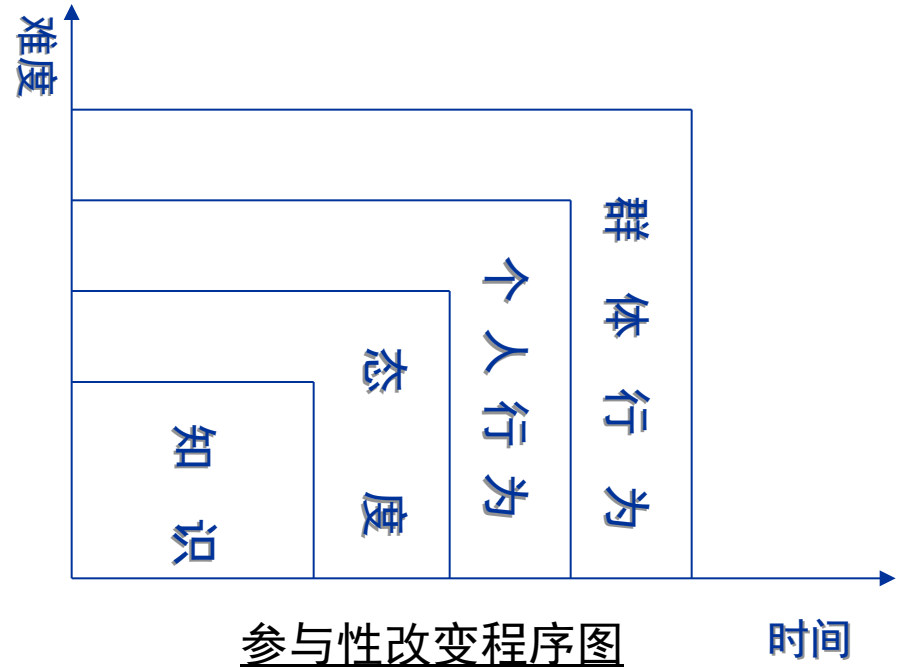 难度
知识
态度
个人行为
群体行为
参与性改变程序图
时间